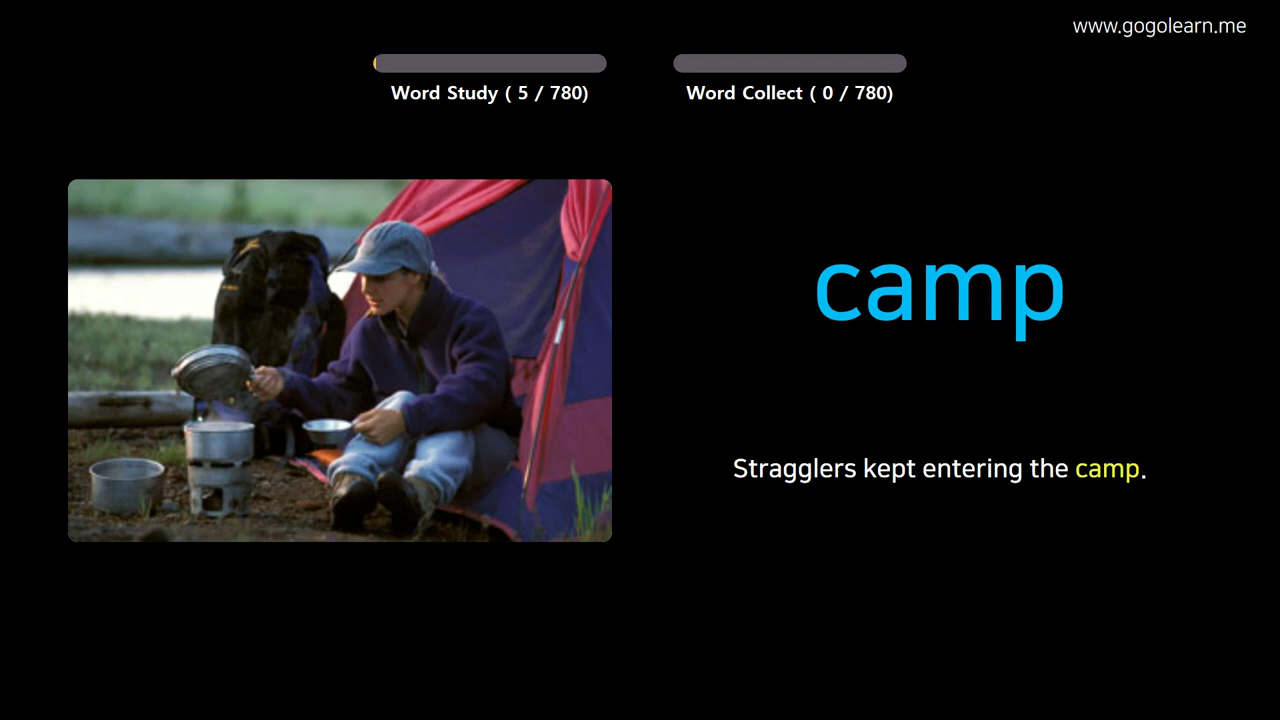 www.gogolearn.me
Word Study ( 5 / 780)
Word Collect ( 0 / 780)
camp
Stragglers kept entering the camp.